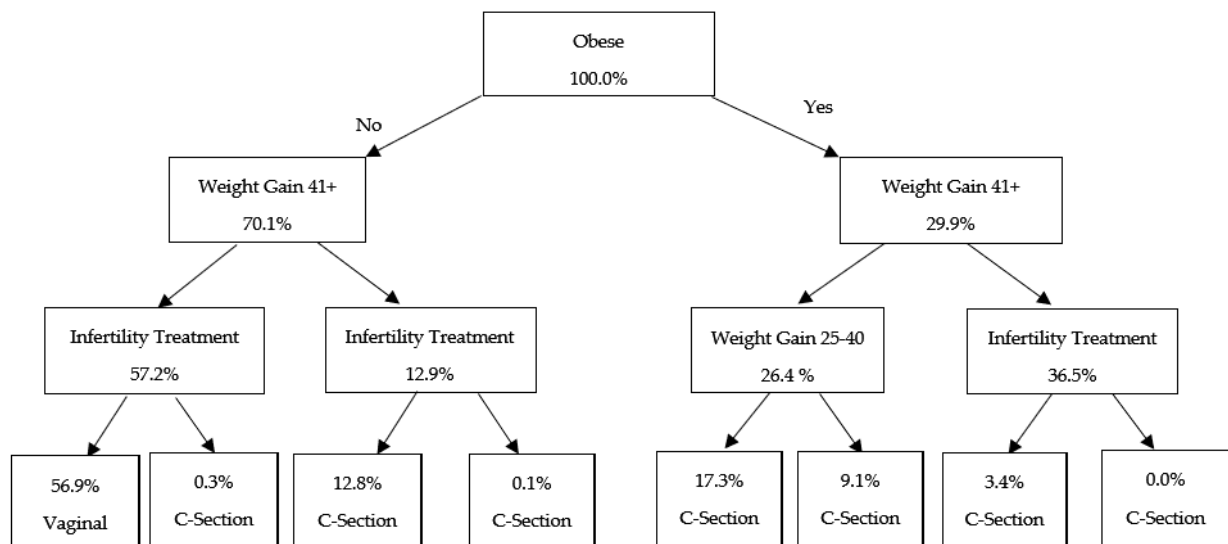 Obese
100.0%
No
Yes
Weight Gain 41+
70.1%
Weight Gain 41+
29.9%
Infertility Treatment
57.2%
Infertility Treatment
12.9%
Weight Gain 25-40
26.4 %
Infertility Treatment
36.5%
56.9%
Vaginal
0.3%
C-Section
12.8%
C-Section
0.1%
C-Section
17.3%
C-Section
9.1%
C-Section
3.4%
C-Section
0.0%
C-Section